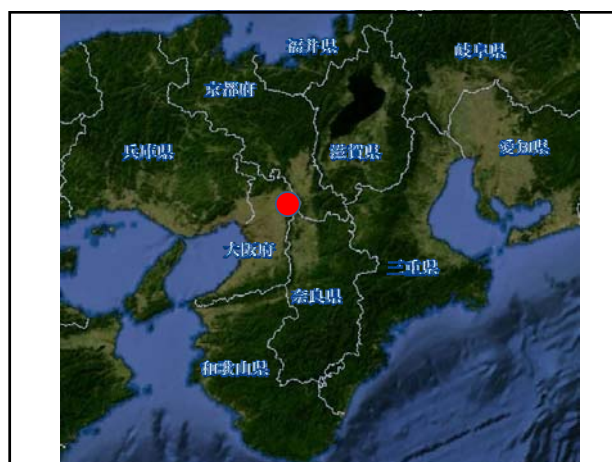 福井県
岐阜県
京都府
兵庫県
滋賀県
愛知県
大阪府
三重県
奈良県
和歌山県